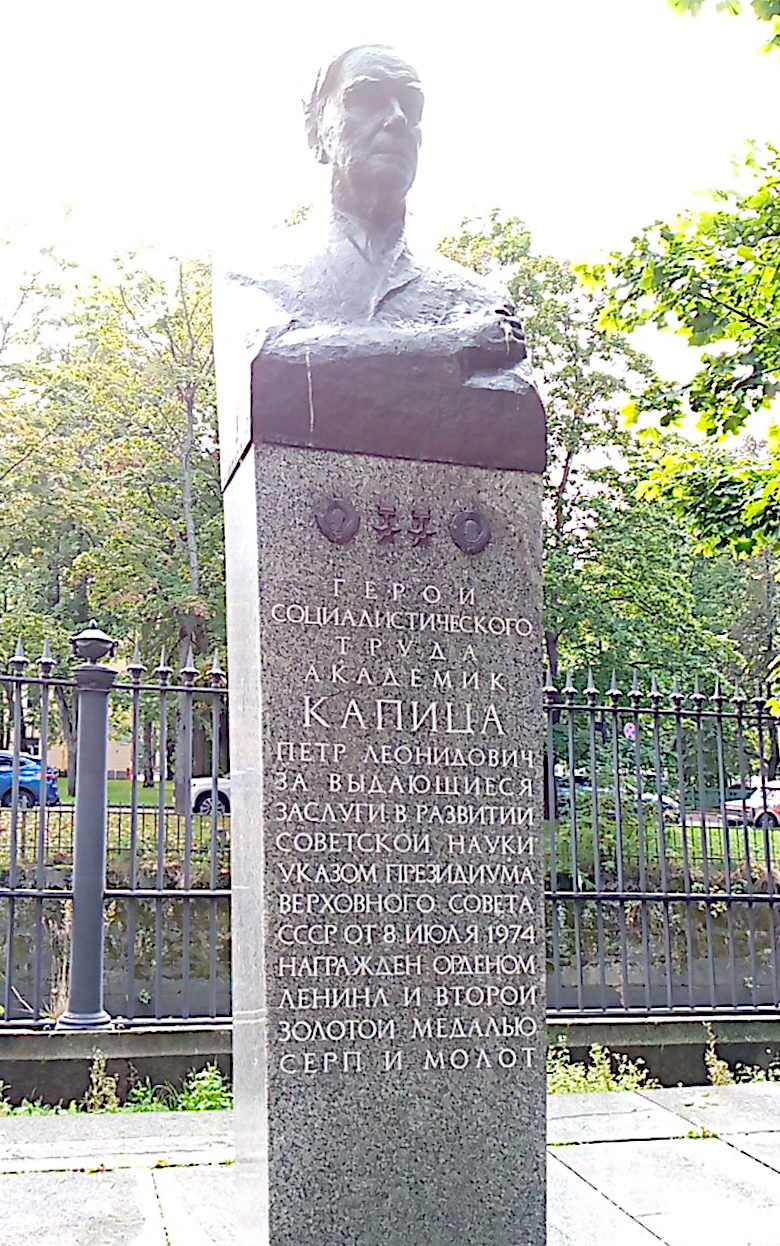 ГЕРОЙ
СОЦИАЛИСТИЧЕСКОГО
ТРУДА
АКАДЕМИК
КАПИЦА
ПЕТР ЛЕОНИДОВИЧ
ЗА ВЫДАЮЩИЕСЯ
ЗАСЛУГИ В РАЗВИТИИ
СОВЕТСКОЙ НАУКИ
УКАЗОМ ПРЕЗИДИУМА
ВЕРХОВНОГО СОВЕТА
СССР ОТ 8 ИЮЛЯ 1974
НАГРАЖДЕН ОРДЕНОМ
ЛЕНИНА И ВТОРОЙ
ЗОЛОТОЙ МЕДАЛЬЮ
СЕРП И МОЛОТ